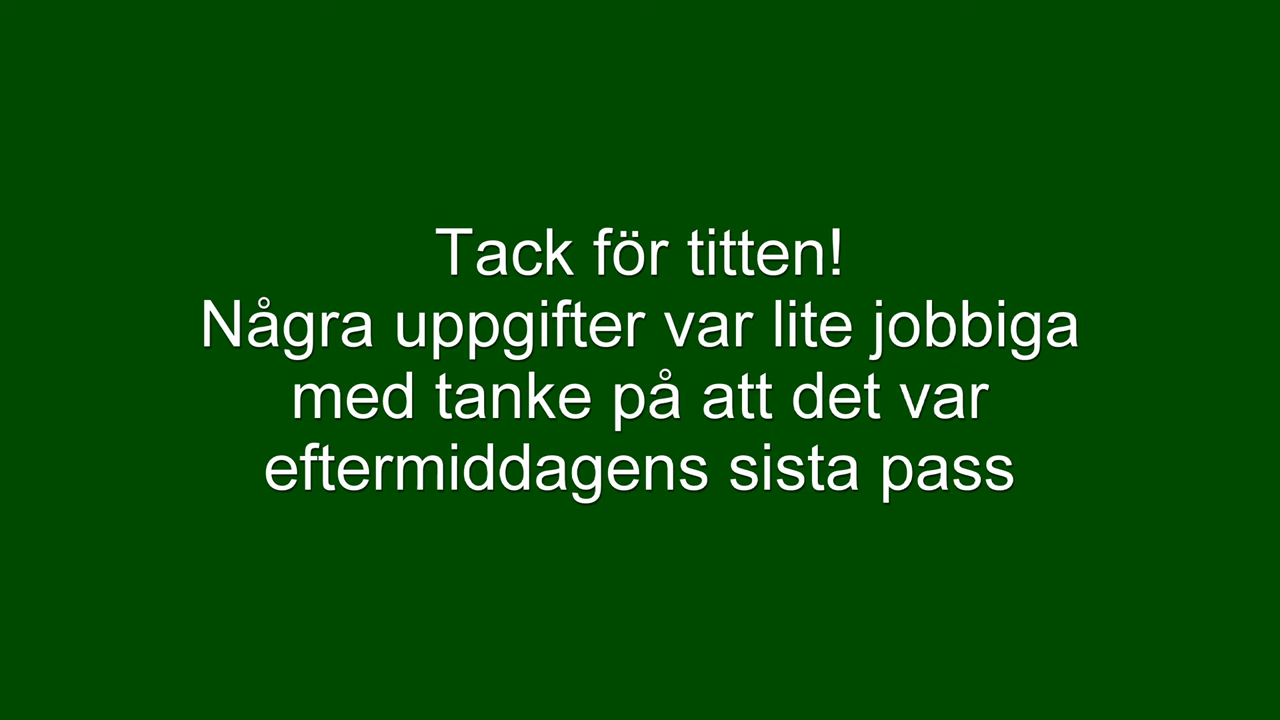 Tack för titten!
Några uppgifter var lite jobbiga
med tanke på att det var
eftermiddagens sista pass